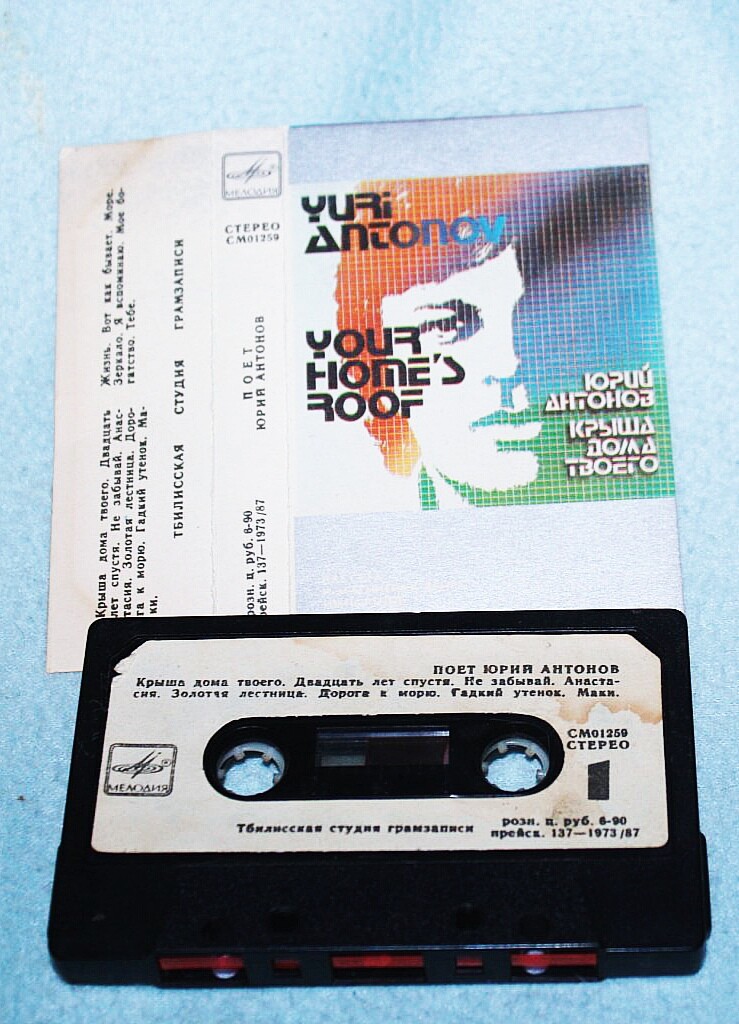 Крыша дома твоего. Двадцать
лет спустя. Не забывай. Анас-
тасия. Золотая лестница. Доро-
га к морю. Гадкий утенок. Ма-
ки.
Жизнь. Вот как бывает. Море.
Зеркало. Я вспоминаю. Мое бо-
гатство. Тебе.
ТБИЛИССКАЯ СТУДИЯ ГРАМЗАПИСИ
МЕЛОДИЯ
СТЕРЕО
СМ01259
ПОЕТ
ЮРИЙ АНТОНОВ
розн. ц. руб. 6-90
прейск. 137—1973/87
YURI
ANTONOV
YOUR
HOME'S
ROOF
ЮРИЙ
АНТОНОВ
КРЫША
ДОМА
ТВОЕГО
ПОЕТ ЮРИЙ АНТОНОВ
Крыша дома твоего. Двадцать лет спустя. Не забывай. Анаста-
сия. Золотая лестница. Дорога к морю. Гадкий утенок. Маки.
СМ01259
СТЕРЕО
МЕЛОДИЯ
1
Тбилисская студия грамзаписи
розн. ц. руб. 6-90
прейск. 137—1973/87